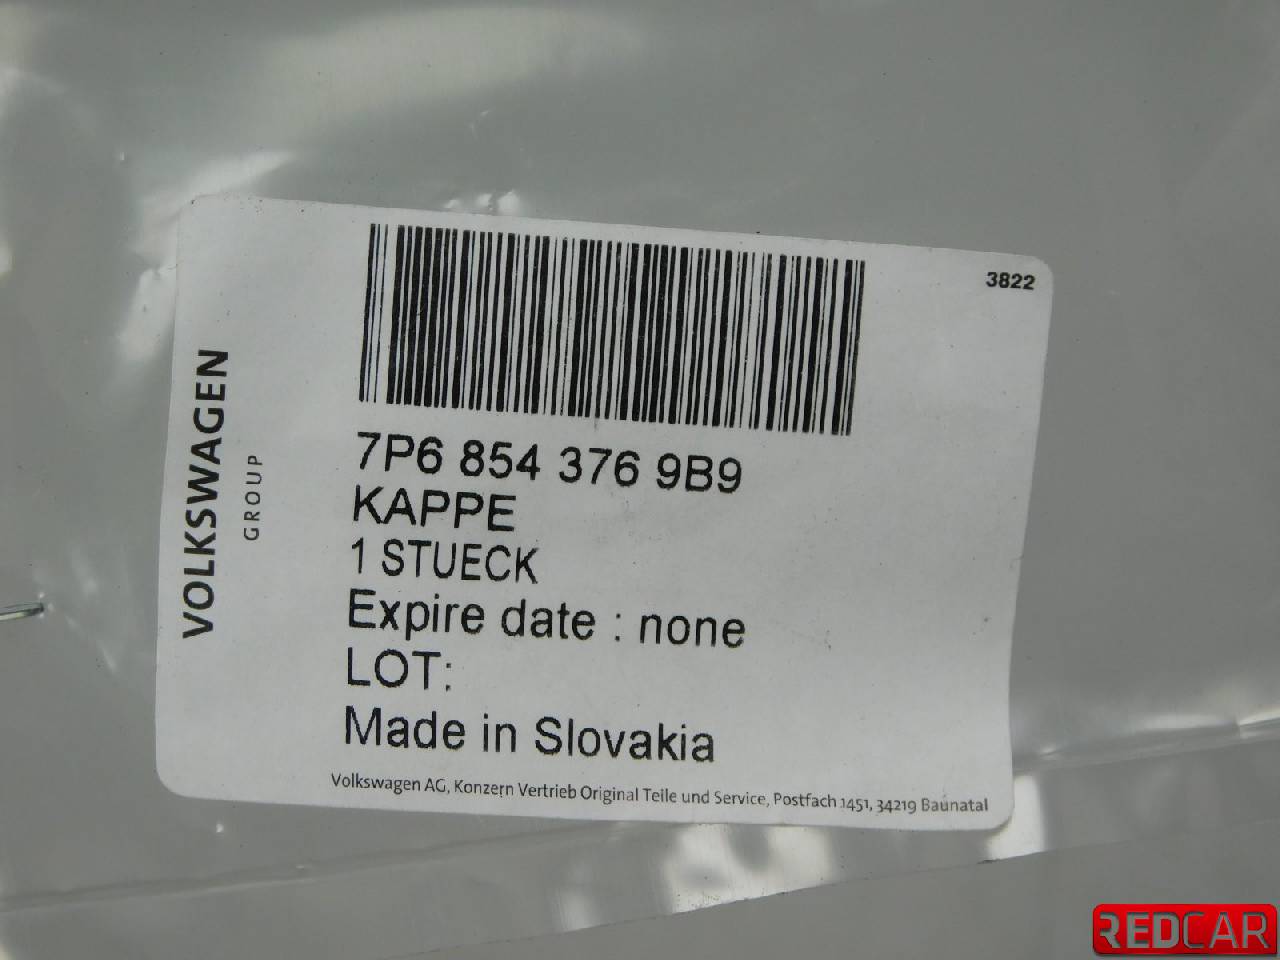 3822
7P6 854 376 9B9
KAPPE
1 STUECK
Expire date : none
LOT:
Made in Slovakia
Volkswagen AG, Konzern Vertrieb Original Teile und Service, Postfach 1451, 34219 Baunatal
VOLKSWAGEN
GROUP
REDCAR